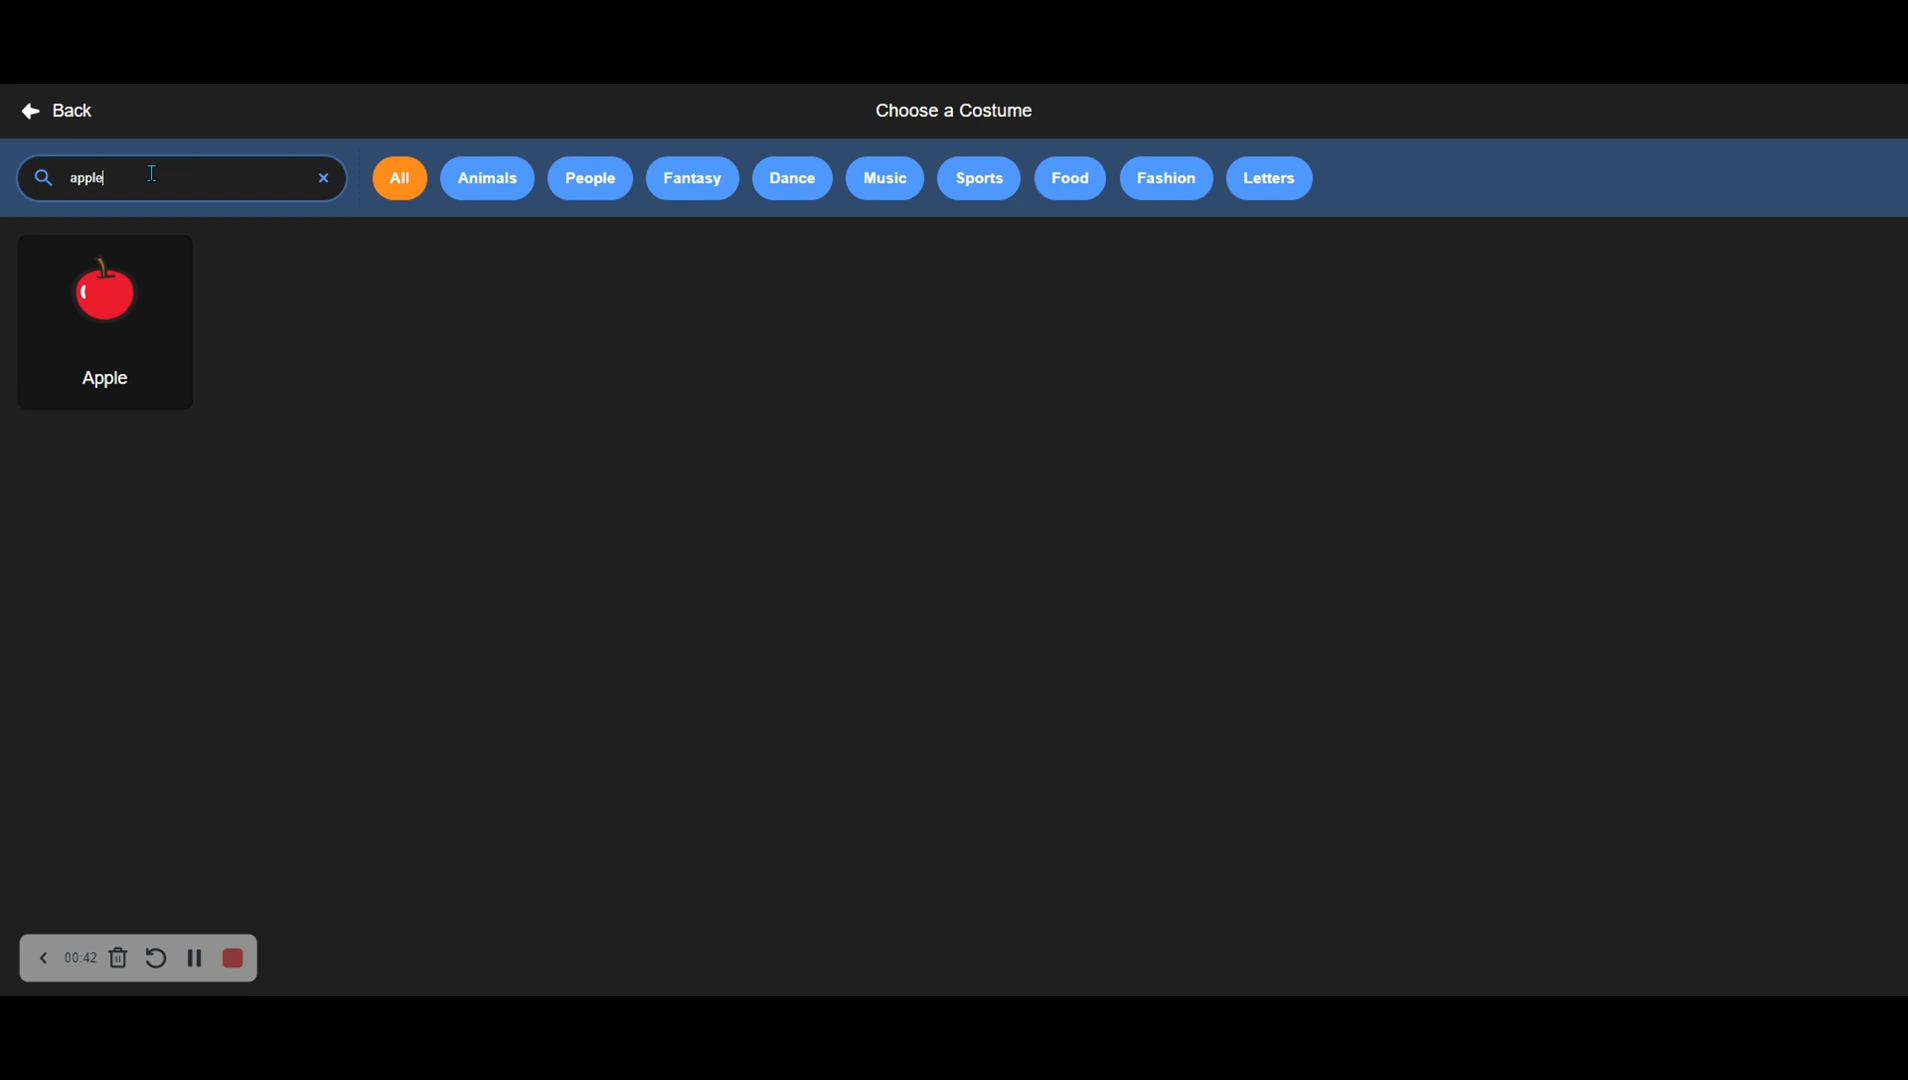 Back
Choose a Costume
apple
All
Animals
People
Fantasy
Dance
Music
Sports
Food
Fashion
Letters
Apple
00:42